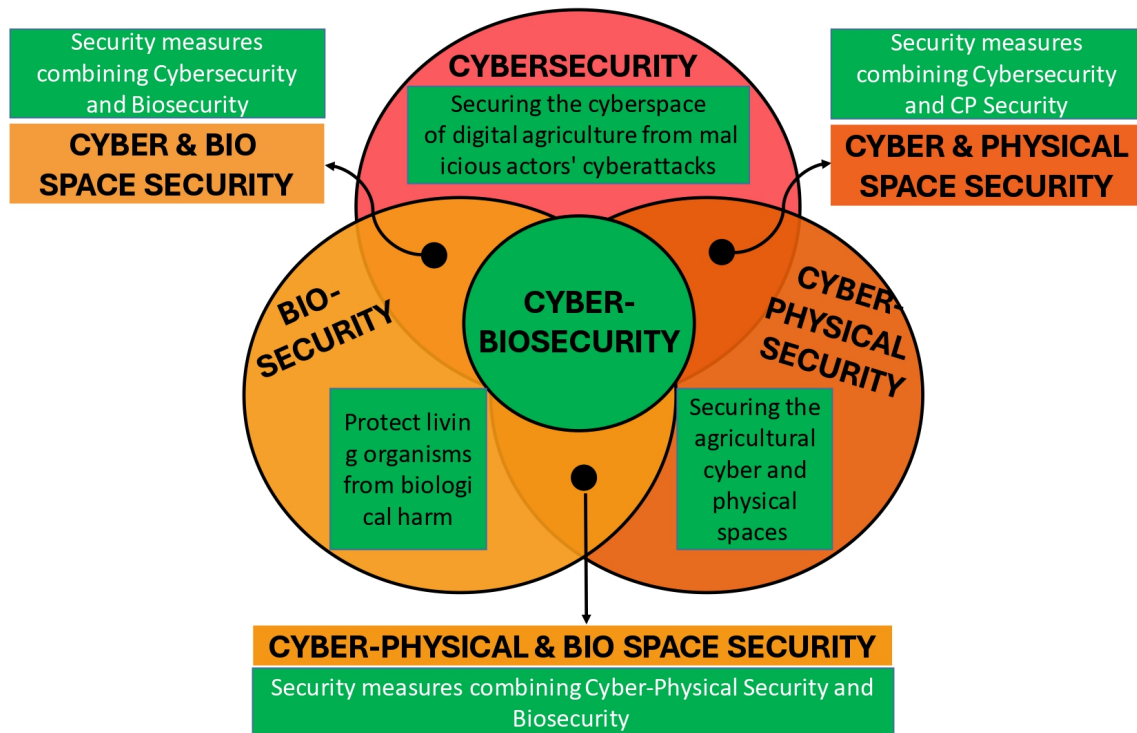 Security measures
combining Cybersecurity
and Biosecurity
CYBER & BIO
SPACE SECURITY
CYBERSECURITY
Securing the cyberspace
of digital agriculture from mal
icious actors' cyberattacks
Security measures
combining Cybersecurity
and CP Security
CYBER & PHYSICAL
SPACE SECURITY
BIO-
SECURITY
CYBER-
BIOSECURITY
CYBER-
PHYSICAL
SECURITY
Protect livin
g organisms
from biologi
cal harm
Securing the
agricultural
cyber and
physical
spaces
CYBER-PHYSICAL & BIO SPACE SECURITY
Security measures combining Cyber-Physical Security and
Biosecurity